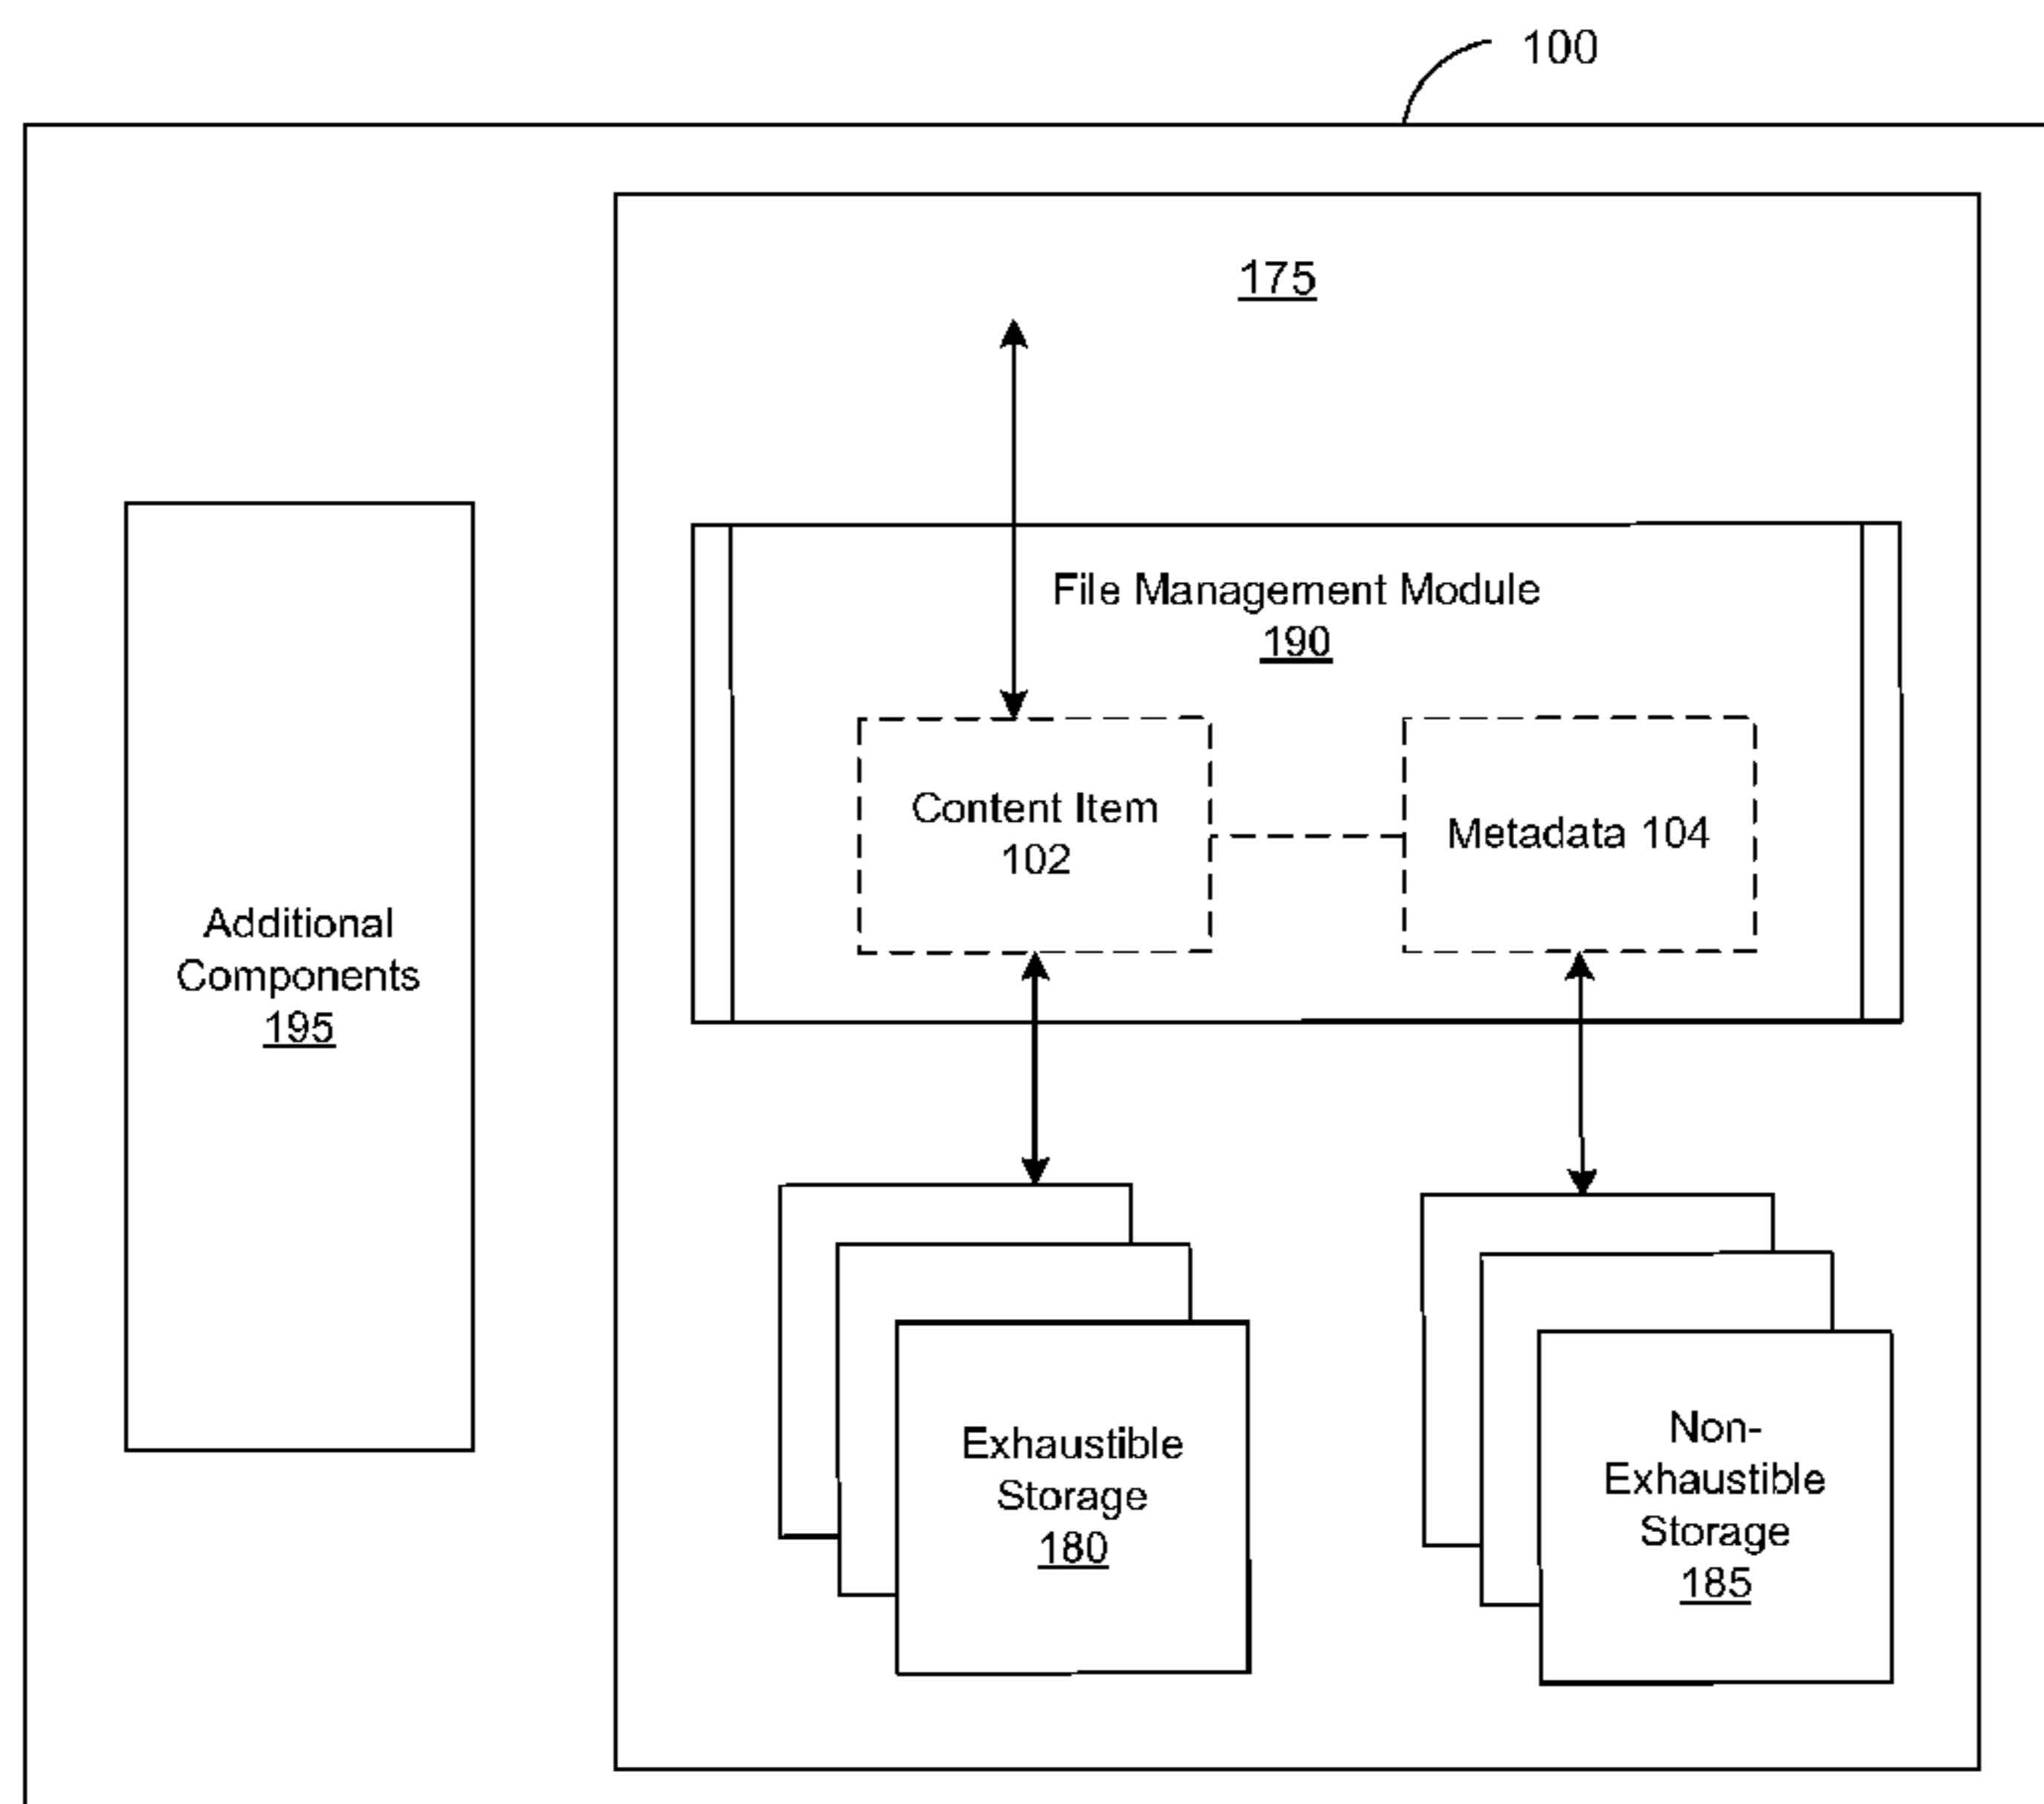 100
175
File Management Module
190
Content Item
102
Metadata 104
Additional
Components
195
Exhaustible
Storage
180
Non-
Exhaustible
Storage
185